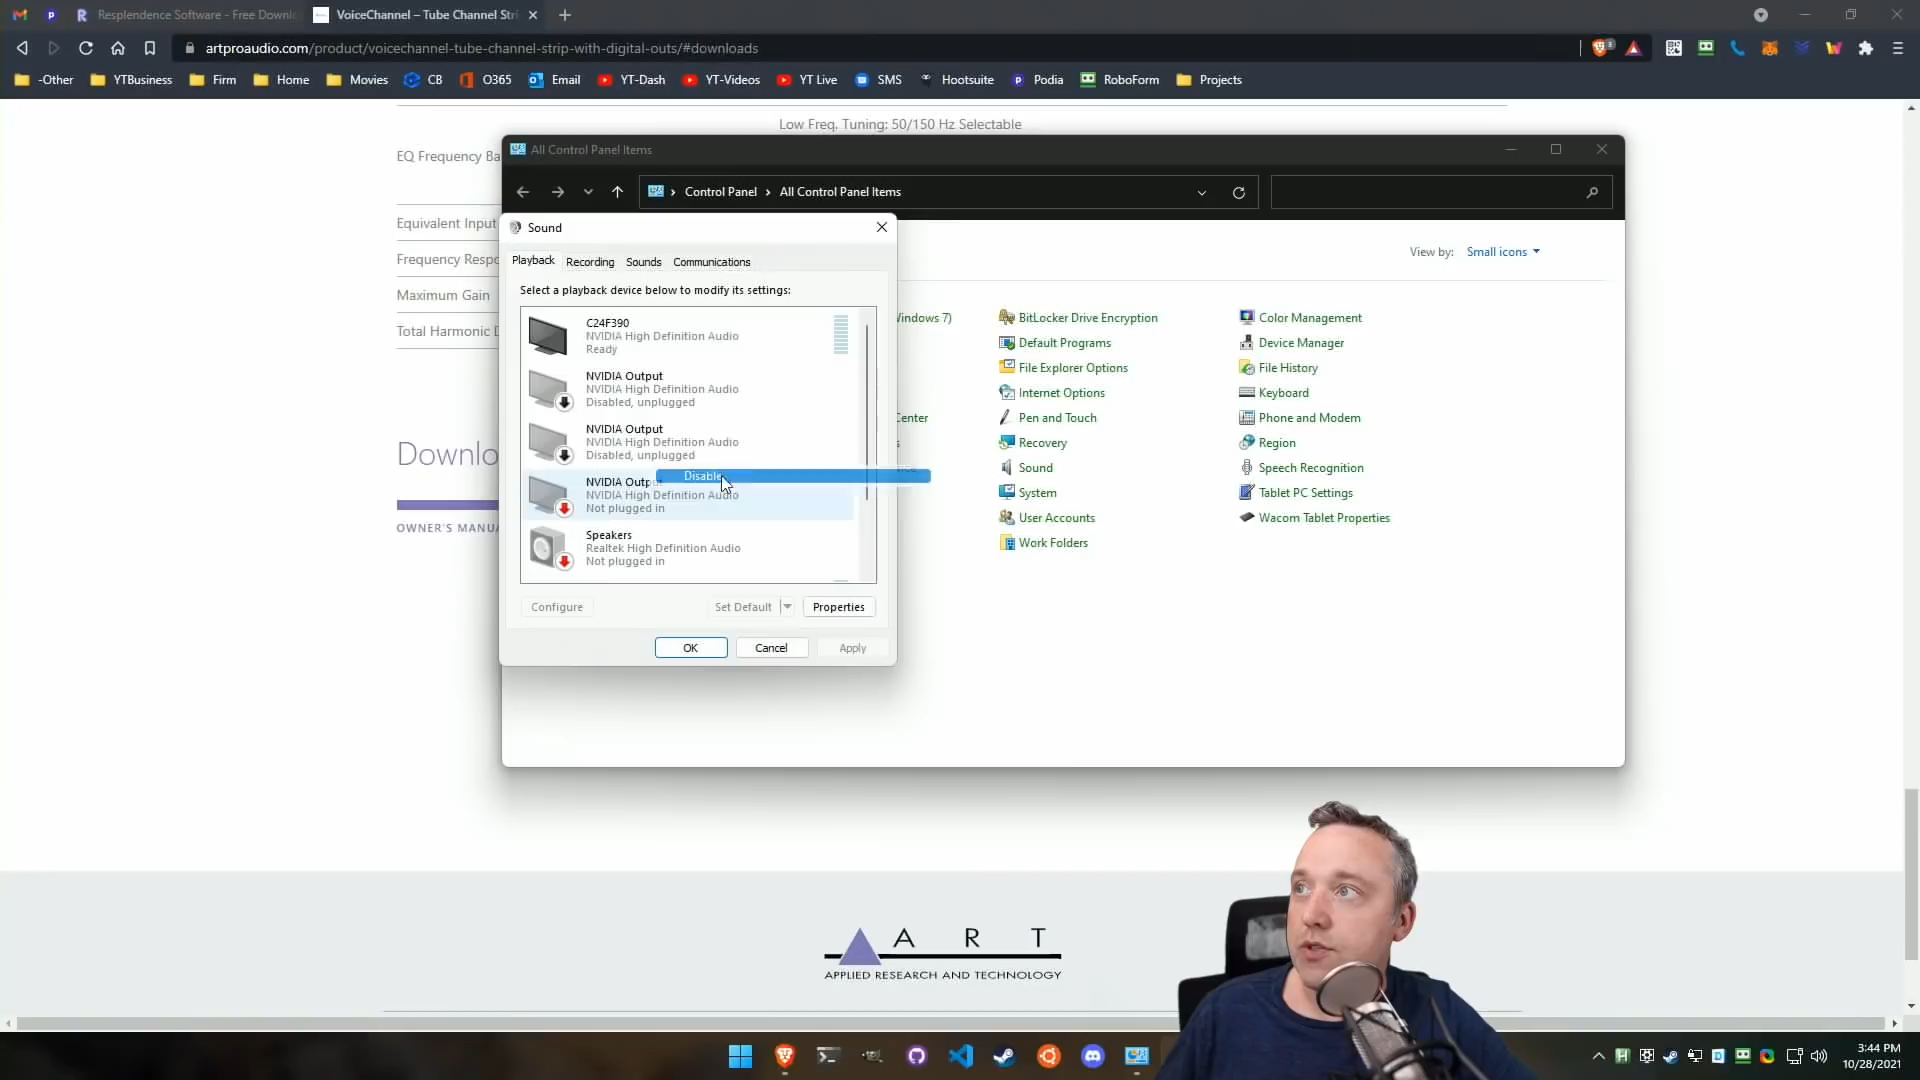 Resplendence Software - Free Downl
VoiceChannel – Tube Channel Stri
artproaudio.com/product/voicechannel-tube-channel-strip-with-digital-outs/#downloads
-Other
YTBusiness
Firm
Home
Movies
CB
O365
Email
YT-Dash
YT-Videos
YT Live
SMS
Hootsuite
Podia
RoboForm
Projects
Low Freq. Tuning: 50/150 Hz Selectable
EQ Frequency Ba
Equivalent Input
Frequency Respo
Maximum Gain
Total Harmonic D
Downlo
OWNER'S MANUA
All Control Panel Items
Control Panel › All Control Panel Items
View by: Small icons
Windows 7)
Center
s
BitLocker Drive Encryption
Default Programs
File Explorer Options
Internet Options
Pen and Touch
Recovery
Sound
System
User Accounts
Work Folders
Color Management
Device Manager
File History
Keyboard
Phone and Modem
Region
Speech Recognition
Tablet PC Settings
Wacom Tablet Properties
Sound
Playback
Recording
Sounds
Communications
Select a playback device below to modify its settings:
C24F390
NVIDIA High Definition Audio
Ready
NVIDIA Output
NVIDIA High Definition Audio
Disabled, unplugged
NVIDIA Output
NVIDIA High Definition Audio
Disabled, unplugged
NVIDIA Outpu
Disable
NVIDIA High Definition Audio
Not plugged in
Speakers
Realtek High Definition Audio
Not plugged in
Configure
Set Default
Properties
OK
Cancel
Apply
A R T
APPLIED RESEARCH AND TECHNOLOGY
3:44 PM
10/28/2021